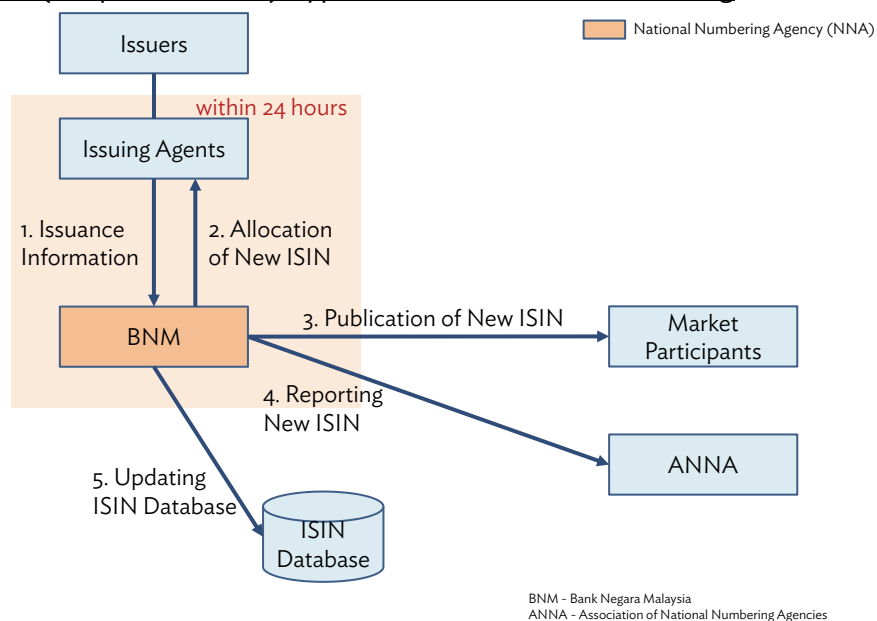 National Numbering Agency (NNA)
Issuers
within 24 hours
Issuing Agents
1. Issuance
Information
2. Allocation
of New ISIN
BNM
3. Publication of New ISIN
Market
Participants
4. Reporting
New ISIN
ANNA
5. Updating
ISIN Database
ISIN
Database
BNM - Bank Negara Malaysia
ANNA - Association of National Numbering Agencies